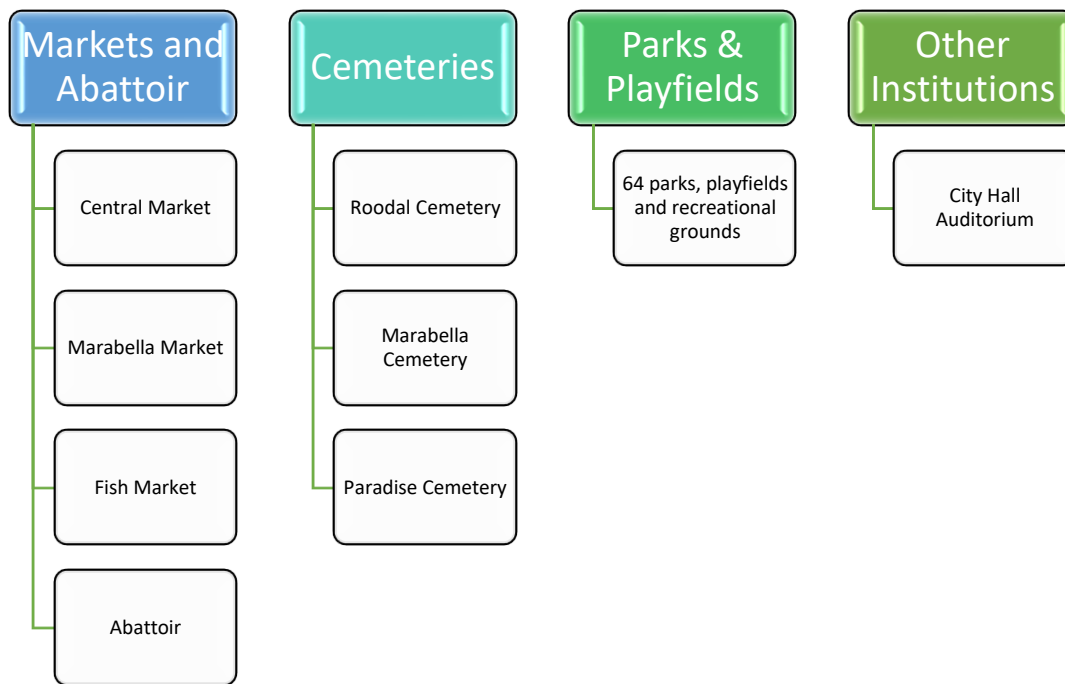 Markets and
Abattoir
Central Market
Marabella Market
Fish Market
Abattoir
Cemeteries
Roodal Cemetery
Marabella
Cemetery
Paradise Cemetery
Parks &
Playfields
64 parks, playfields
and recreational
grounds
Other
Institutions
City Hall
Auditorium